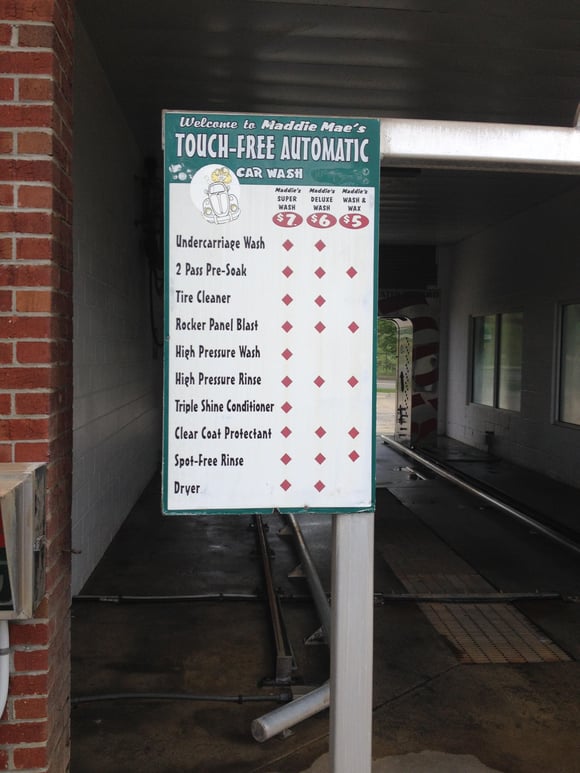 Welcome to Maddie Mae's
TOUCH-FREE AUTOMATIC
CAR WASH
Maddie's SUPER WASH $7
Maddie's DELUXE WASH $6
Maddie's WASH & WAX $5
Undercarriage Wash ◆ ◆
2 Pass Pre-Soak ◆ ◆ ◆
Tire Cleaner ◆ ◆
Rocker Panel Blast ◆ ◆ ◆
High Pressure Wash ◆
High Pressure Rinse ◆ ◆ ◆
Triple Shine Conditioner ◆
Clear Coat Protectant ◆ ◆ ◆
Spot-Free Rinse ◆ ◆ ◆
Dryer ◆ ◆